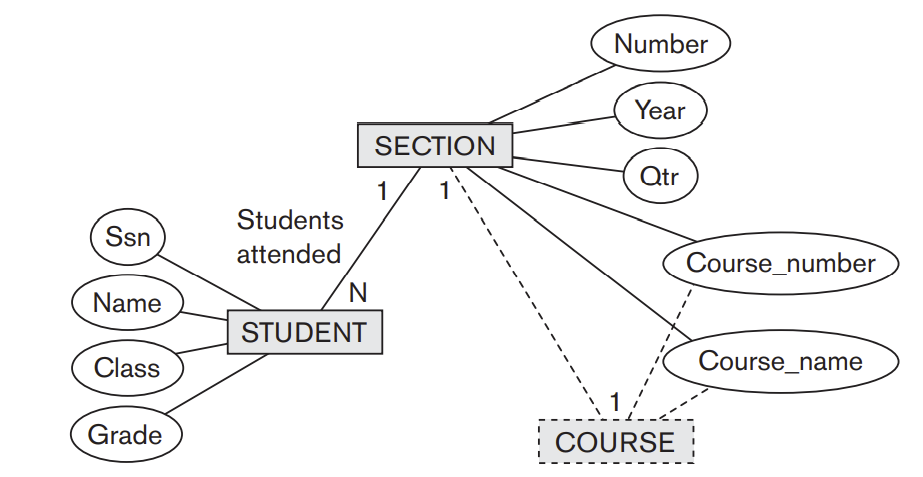 Number
Year
SECTION
Qtr
1
1
Students
attended
Ssn
Course_number
N
Name
STUDENT
Class
Course_name
1
Grade
COURSE